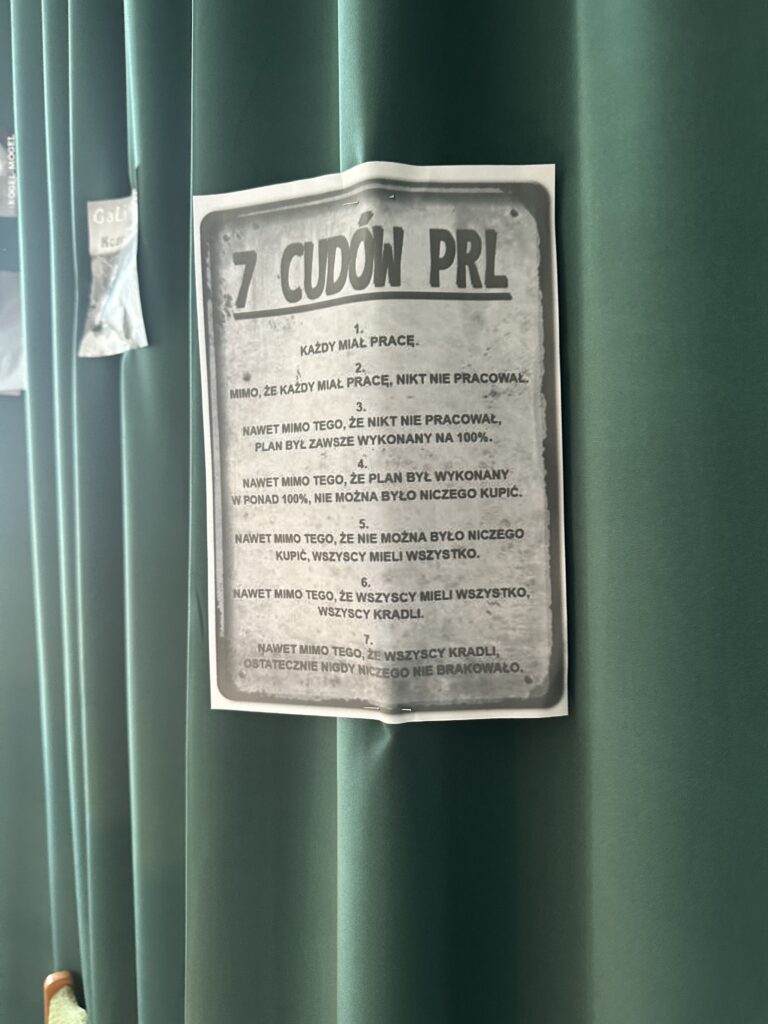 KOGEL-MOGEL
7 CUDÓW PRL
1.
KAŻDY MIAŁ PRACĘ.
2.
MIMO, ŻE KAŻDY MIAŁ PRACĘ, NIKT NIE PRACOWAŁ.
3.
NAWET MIMO TEGO, ŻE NIKT NIE PRACOWAŁ,
PLAN BYŁ ZAWSZE WYKONANY NA 100%.
4.
NAWET MIMO TEGO, ŻE PLAN BYŁ WYKONANY
W PONAD 100%, NIE MOŻNA BYŁO NICZEGO KUPIĆ.
5.
NAWET MIMO TEGO, ŻE NIE MOŻNA BYŁO NICZEGO
KUPIĆ, WSZYSCY MIELI WSZYSTKO.
6.
NAWET MIMO TEGO, ŻE WSZYSCY MIELI WSZYSTKO,
WSZYSCY KRADLI.
7.
NAWET MIMO TEGO, ŻE WSZYSCY KRADLI,
OSTATECZNIE NIGDY NICZEGO NIE BRAKOWAŁO.